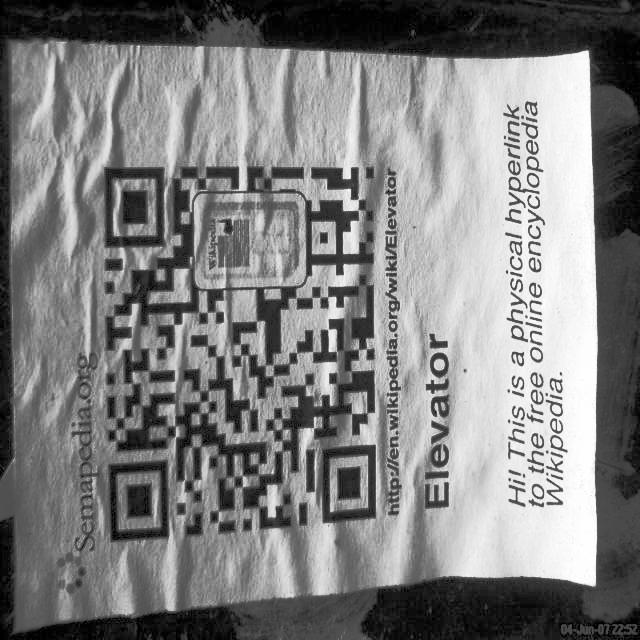 Semapedia.org
Wikipedia
http://en.wikipedia.org/wiki/Elevator
Elevator
Hi! This is a physical hyperlink
to the free online encyclopedia
Wikipedia.
04-Jun-07 22:52